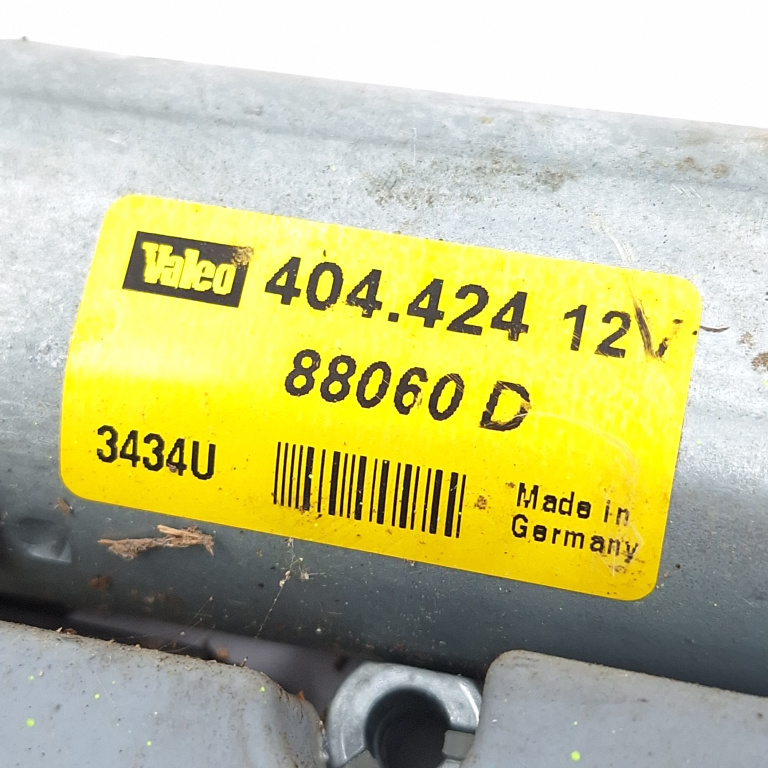 Valeo 404.424 12V
88060 D
3434U
Made in
Germany